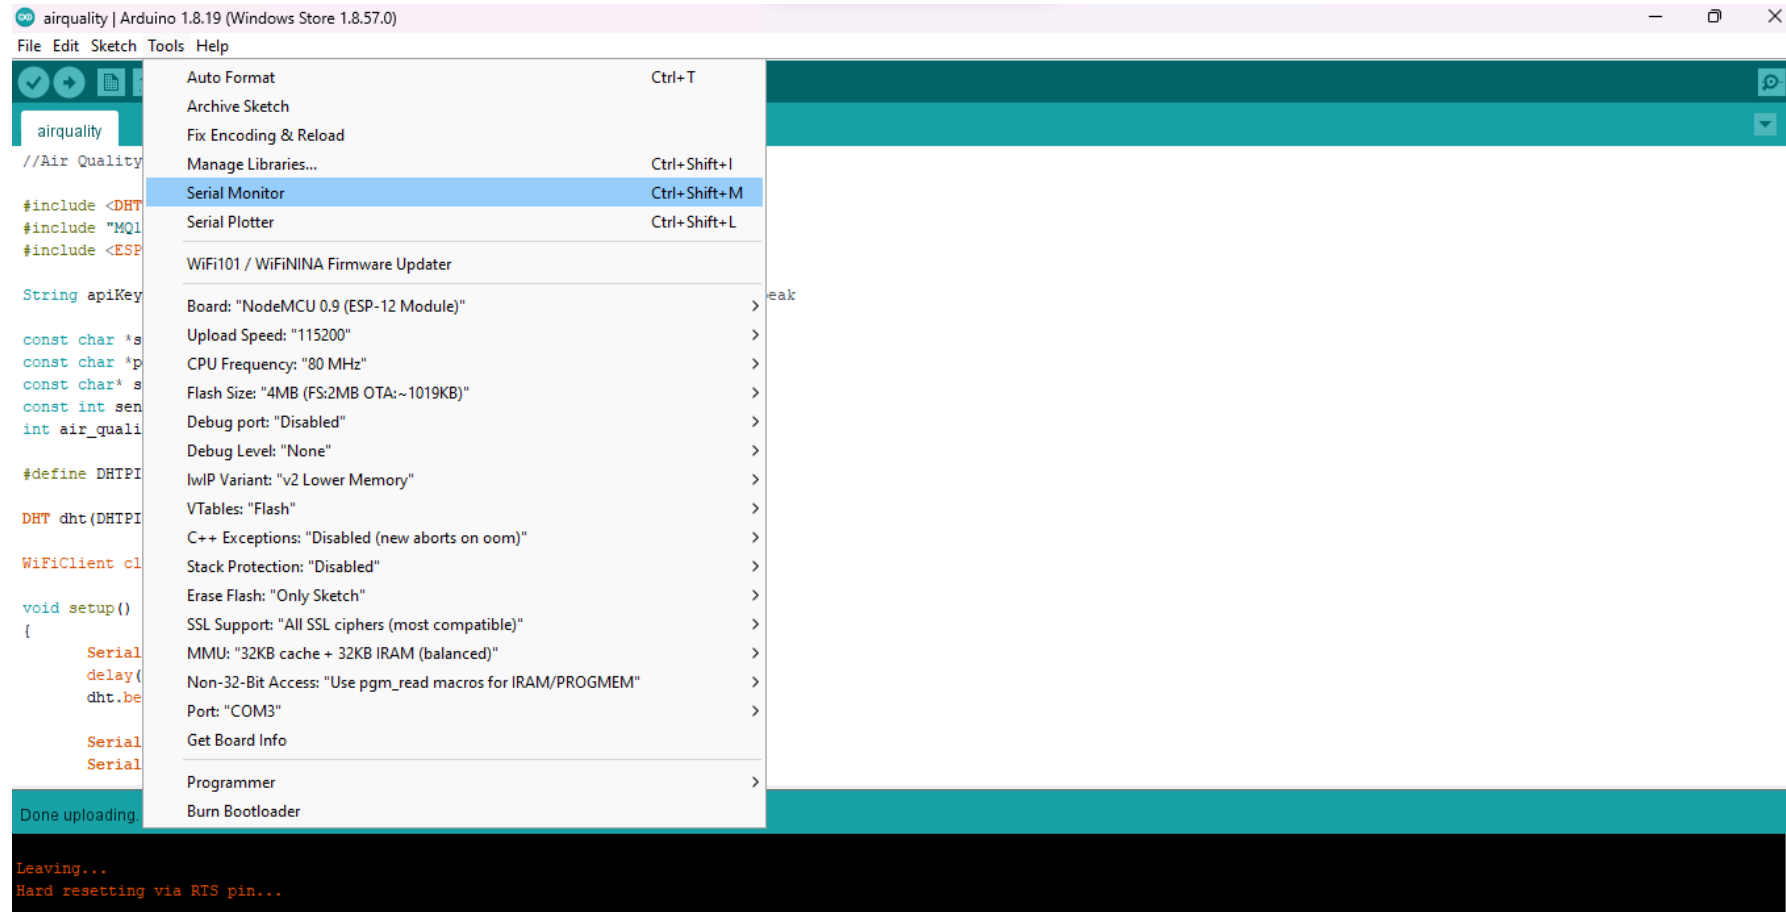 airquality | Arduino 1.8.19 (Windows Store 1.8.57.0)
File Edit Sketch Tools Help
Auto Format Ctrl+T
Archive Sketch
Fix Encoding & Reload
Manage Libraries... Ctrl+Shift+I
Serial Monitor Ctrl+Shift+M
Serial Plotter Ctrl+Shift+L
WiFi101 / WiFiNINA Firmware Updater
Board: "NodeMCU 0.9 (ESP-12 Module)"
Upload Speed: "115200"
CPU Frequency: "80 MHz"
Flash Size: "4MB (FS:2MB OTA:~1019KB)"
Debug port: "Disabled"
Debug Level: "None"
lwIP Variant: "v2 Lower Memory"
VTables: "Flash"
C++ Exceptions: "Disabled (new aborts on oom)"
Stack Protection: "Disabled"
Erase Flash: "Only Sketch"
SSL Support: "All SSL ciphers (most compatible)"
MMU: "32KB cache + 32KB IRAM (balanced)"
Non-32-Bit Access: "Use pgm_read macros for IRAM/PROGMEM"
Port: "COM3"
Get Board Info
Programmer
Burn Bootloader
airquality
//Air Quality
#include <DHT
#include "MQ1
#include <ESP
String apiKey eak
const char *s
const char *p
const char* s
const int sen
int air_quali
#define DHTPI
DHT dht(DHTPI
WiFiClient cl
void setup()
{
Serial
delay(
dht.be
Serial
Serial
Done uploading.
Leaving...
Hard resetting via RTS pin...